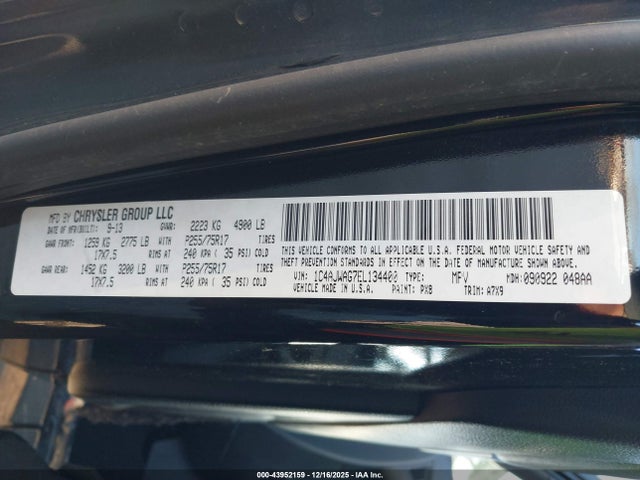 MFD BY CHRYSLER GROUP LLC
DATE OF MFR/(BUILT): 9-13 GVWR: 2223 KG 4900 LB
GAWR FRONT: 1259 KG 2775 LB WITH P255/75R17 TIRES
17X7.5 RIMS AT 240 KPA ( 35 PSI) COLD
GAWR REAR: 1452 KG 3200 LB WITH P255/75R17 TIRES
17X7.5 RIMS AT 240 KPA ( 35 PSI) COLD
THIS VEHICLE CONFORMS TO ALL APPLICABLE U.S.A. FEDERAL MOTOR VEHICLE SAFETY AND
THEFT PREVENTION STANDARDS IN EFFECT ON THE DATE OF MANUFACTURE SHOWN ABOVE.
VIN: 1C4AJWAG7EL134400 TYPE: MFV MDH: 090922 048AA
VEHICLE MADE IN U.S.A. PAINT: PX8 TRIM: A7X9
000-43952159 - 12/16/2025 - IAA Inc.